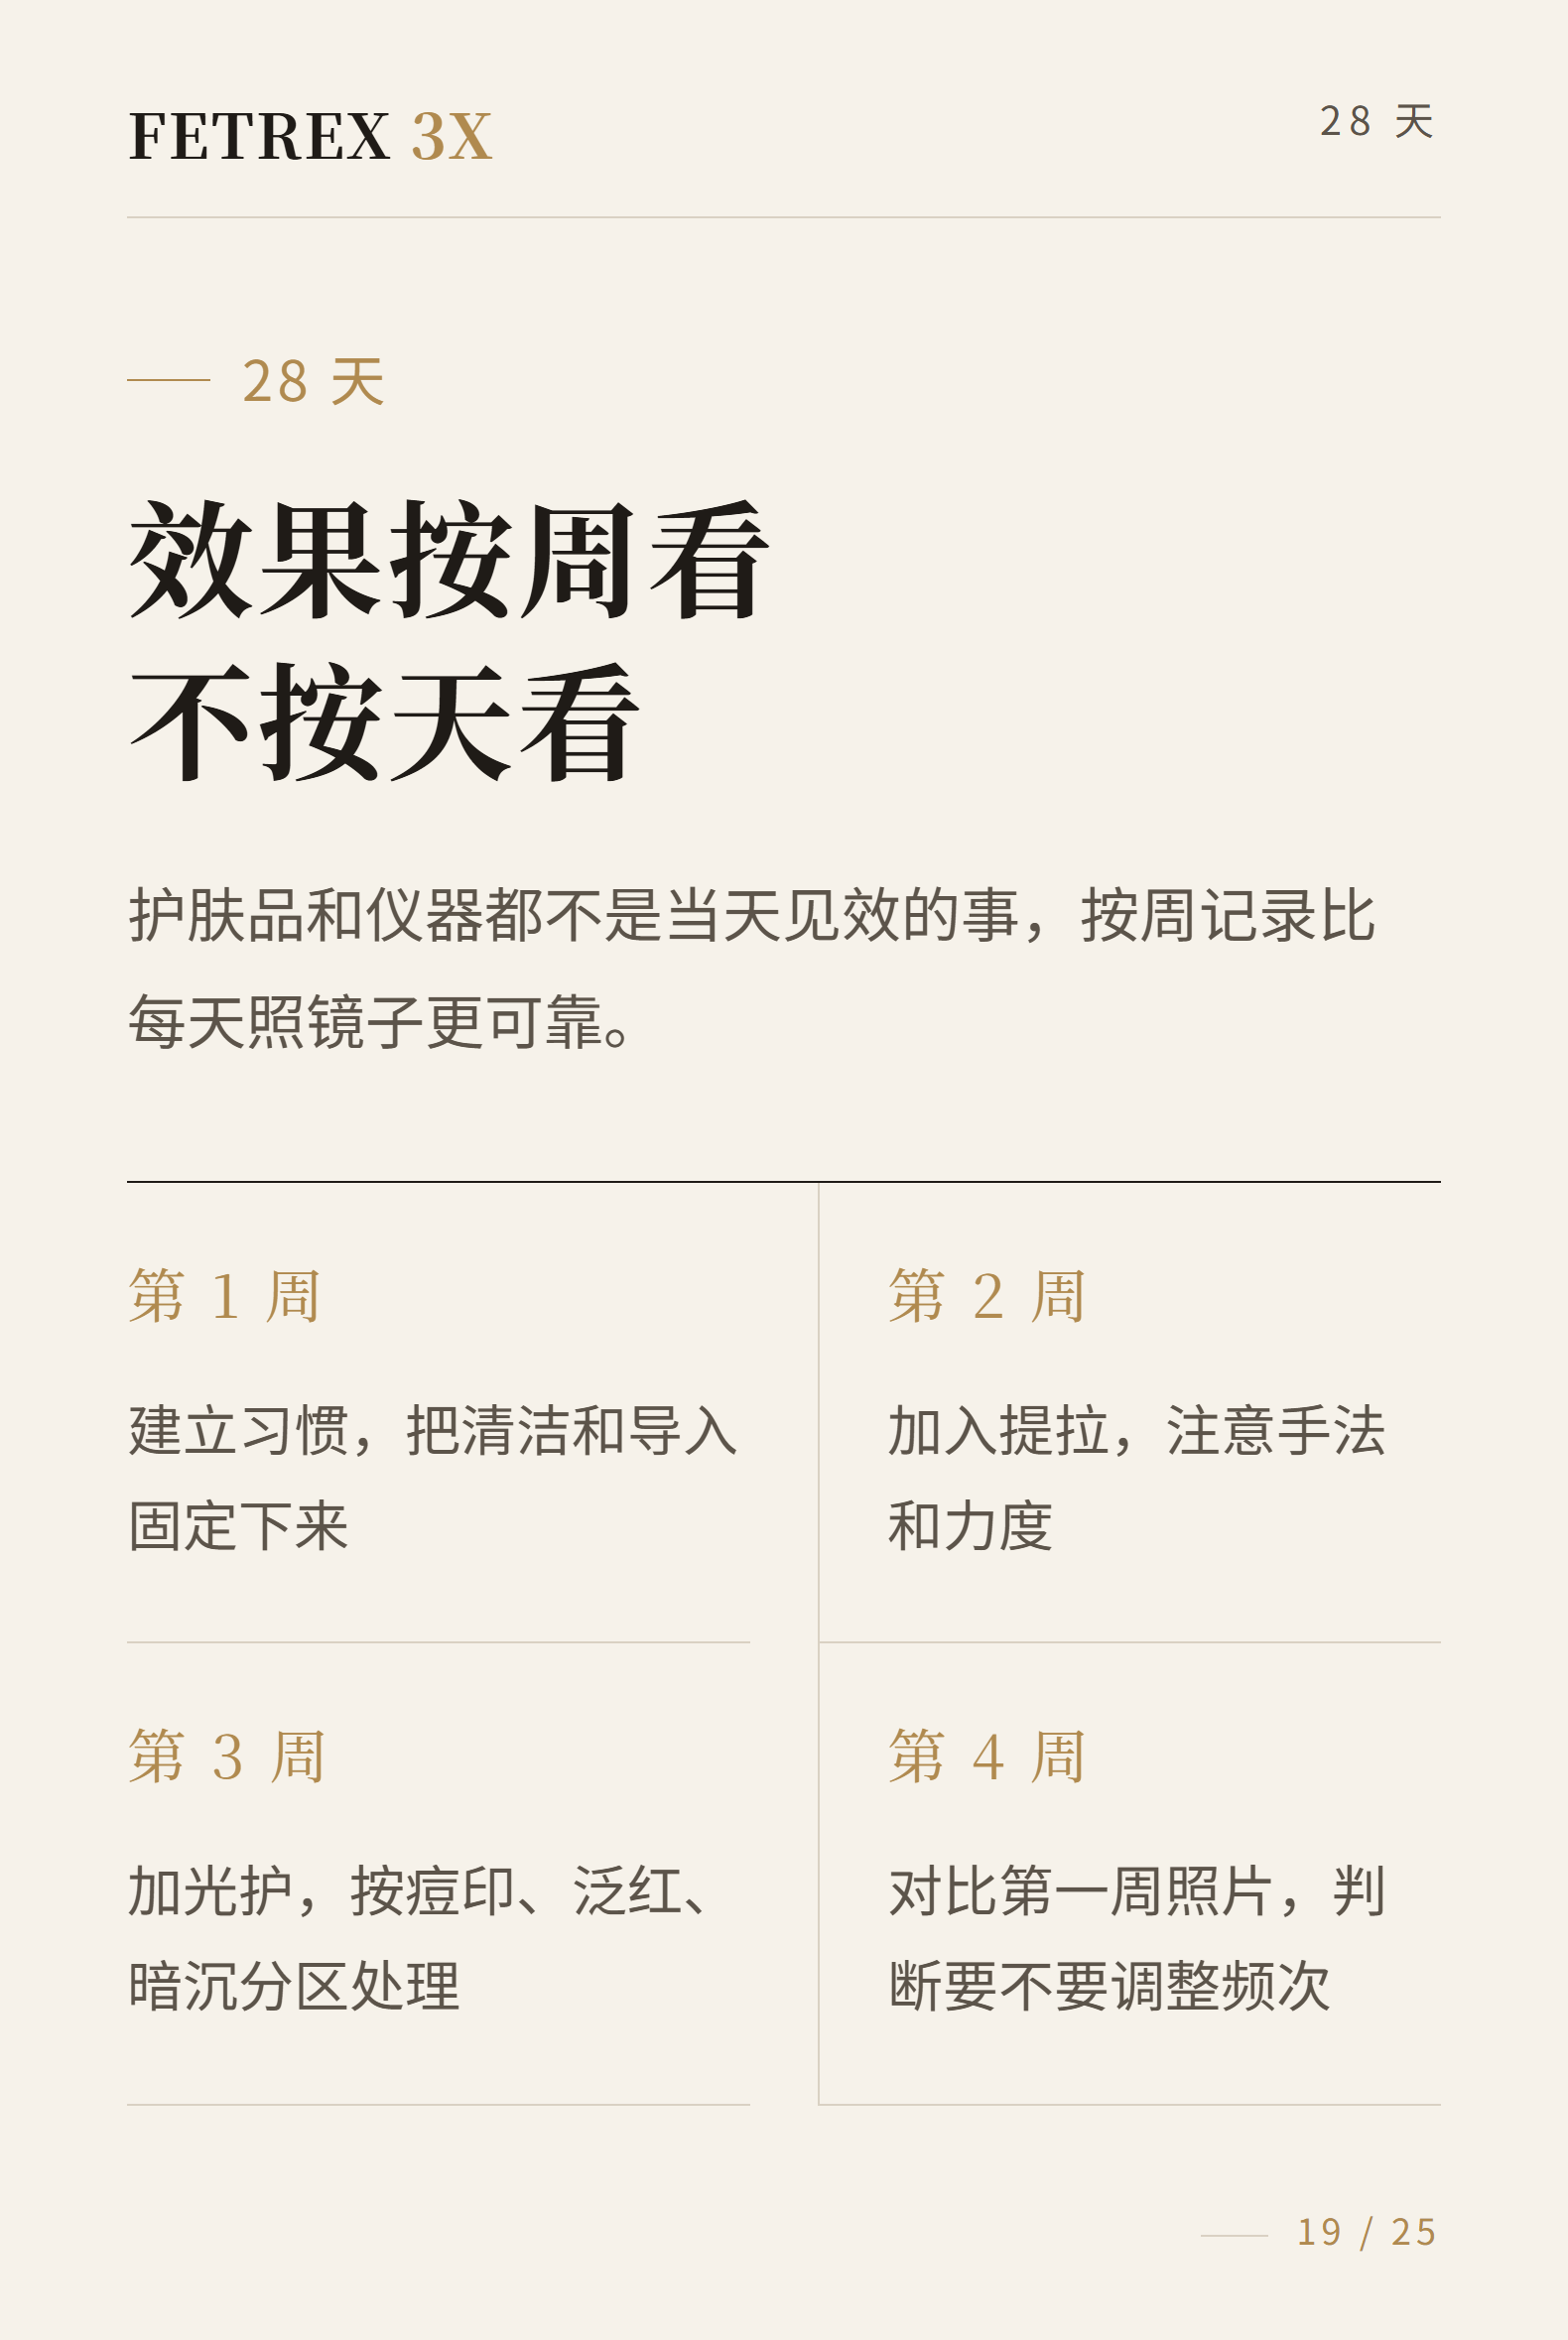 FETREX 3X
28 天
28 天
效果按周看
不按天看
护肤品和仪器都不是当天见效的事，按周记录比
每天照镜子更可靠。
第 1 周
建立习惯，把清洁和导入
固定下来
第 2 周
加入提拉，注意手法
和力度
第 3 周
加光护，按痘印、泛红、
暗沉分区处理
第 4 周
对比第一周照片，判
断要不要调整频次
19 / 25